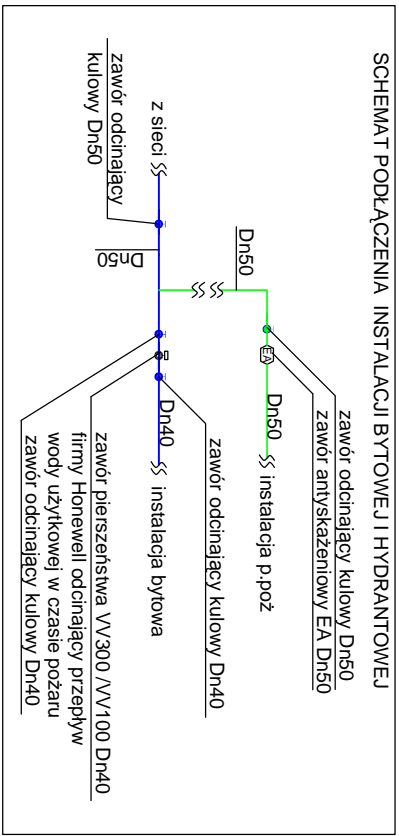 SCHEMAT PODŁĄCZENIA INSTALACJI BYTOWEJ I HYDRANTOWEJ
zawór odcinający kulowy Dn50
zawór antyskażeniowy EA Dn50
Dn50
EA
Dn50
instalacja p.poż
zawór odcinający kulowy Dn40
z sieci
Dn50
Dn40
instalacja bytowa
zawór odcinający
kulowy Dn50
zawór pierszeństwa VV300 /VV100 Dn40
firmy Honewell odcinający przepływ
wody użytkowej w czasie pożaru
zawór odcinający kulowy Dn40